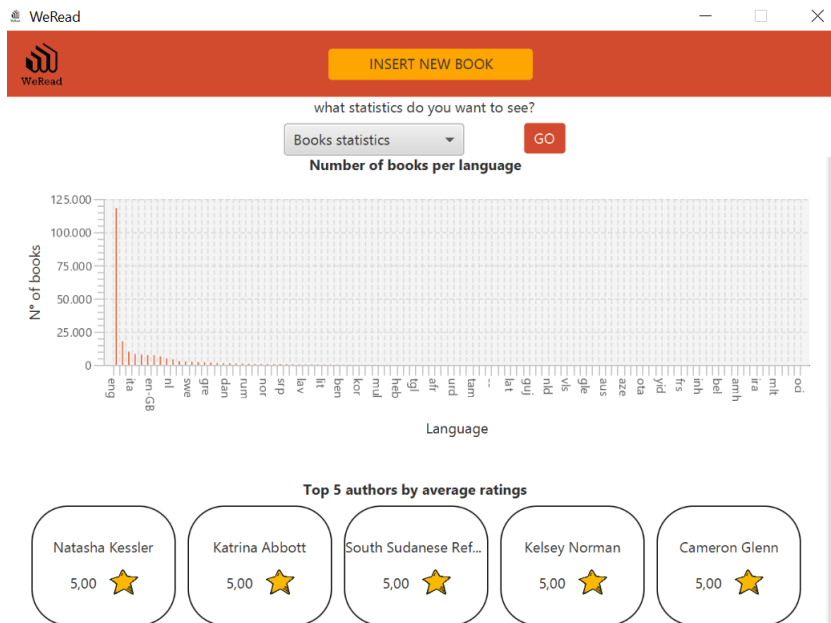 WeRead
WeRead
INSERT NEW BOOK
what statistics do you want to see?
Books statistics
GO
Number of books per language
125.000
100.000
75.000
50.000
25.000
0
N° of books
eng
ita
en-GB
nl
swe
gre
dan
rum
nor
srp
lav
lit
ben
kor
mul
heb
tgl
afr
urd
tam
--
lat
guj
nld
vls
gle
aus
aze
ota
yid
frs
inh
bel
amh
ira
mlt
oci
Language
Top 5 authors by average ratings
Natasha Kessler
5,00
Katrina Abbott
5,00
South Sudanese Ref...
5,00
Kelsey Norman
5,00
Cameron Glenn
5,00